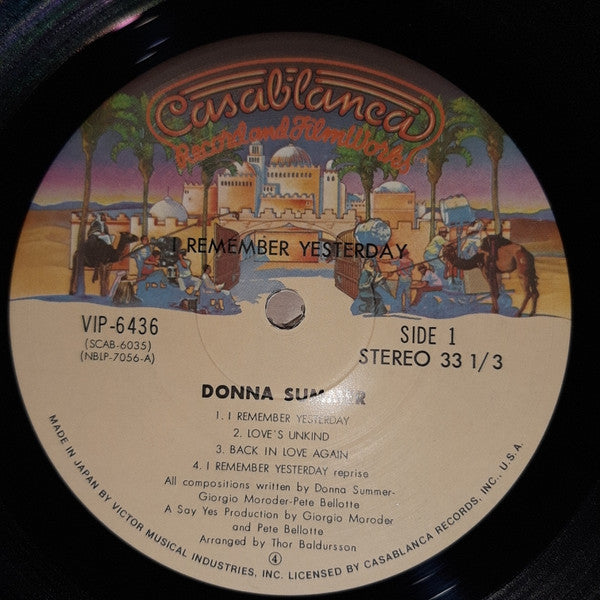 Casablanca
Record and FilmWorks
I REMEMBER YESTERDAY
VIP-6436
(SCAB-6035)
(NBLP-7056-A)
SIDE 1
STEREO 33 1/3
DONNA SUMMER
1. I REMEMBER YESTERDAY
2. LOVE'S UNKIND
3. BACK IN LOVE AGAIN
4. I REMEMBER YESTERDAY reprise
All compositions written by Donna Summer-
Giorgio Moroder-Pete Bellotte
A Say Yes Production by Giorgio Moroder
and Pete Bellotte
Arranged by Thor Baldursson
④
MADE IN JAPAN BY VICTOR MUSICAL INDUSTRIES, INC. LICENSED BY CASABLANCA RECORDS, INC., U.S.A.